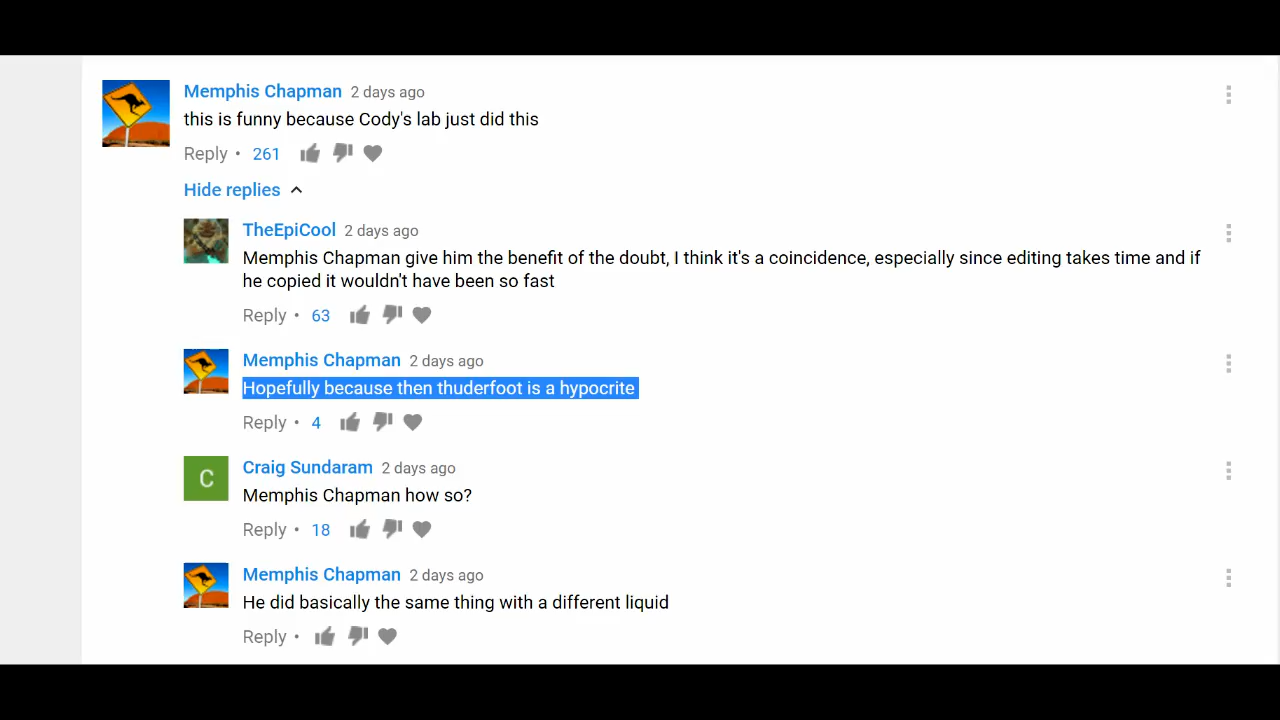 Memphis Chapman 2 days ago
this is funny because Cody's lab just did this
Reply • 261
Hide replies
TheEpiCool 2 days ago
Memphis Chapman give him the benefit of the doubt, I think it's a coincidence, especially since editing takes time and if
he copied it wouldn't have been so fast
Reply • 63
Memphis Chapman 2 days ago
Hopefully because then thuderfoot is a hypocrite
Reply • 4
C
Craig Sundaram 2 days ago
Memphis Chapman how so?
Reply • 18
Memphis Chapman 2 days ago
He did basically the same thing with a different liquid
Reply •